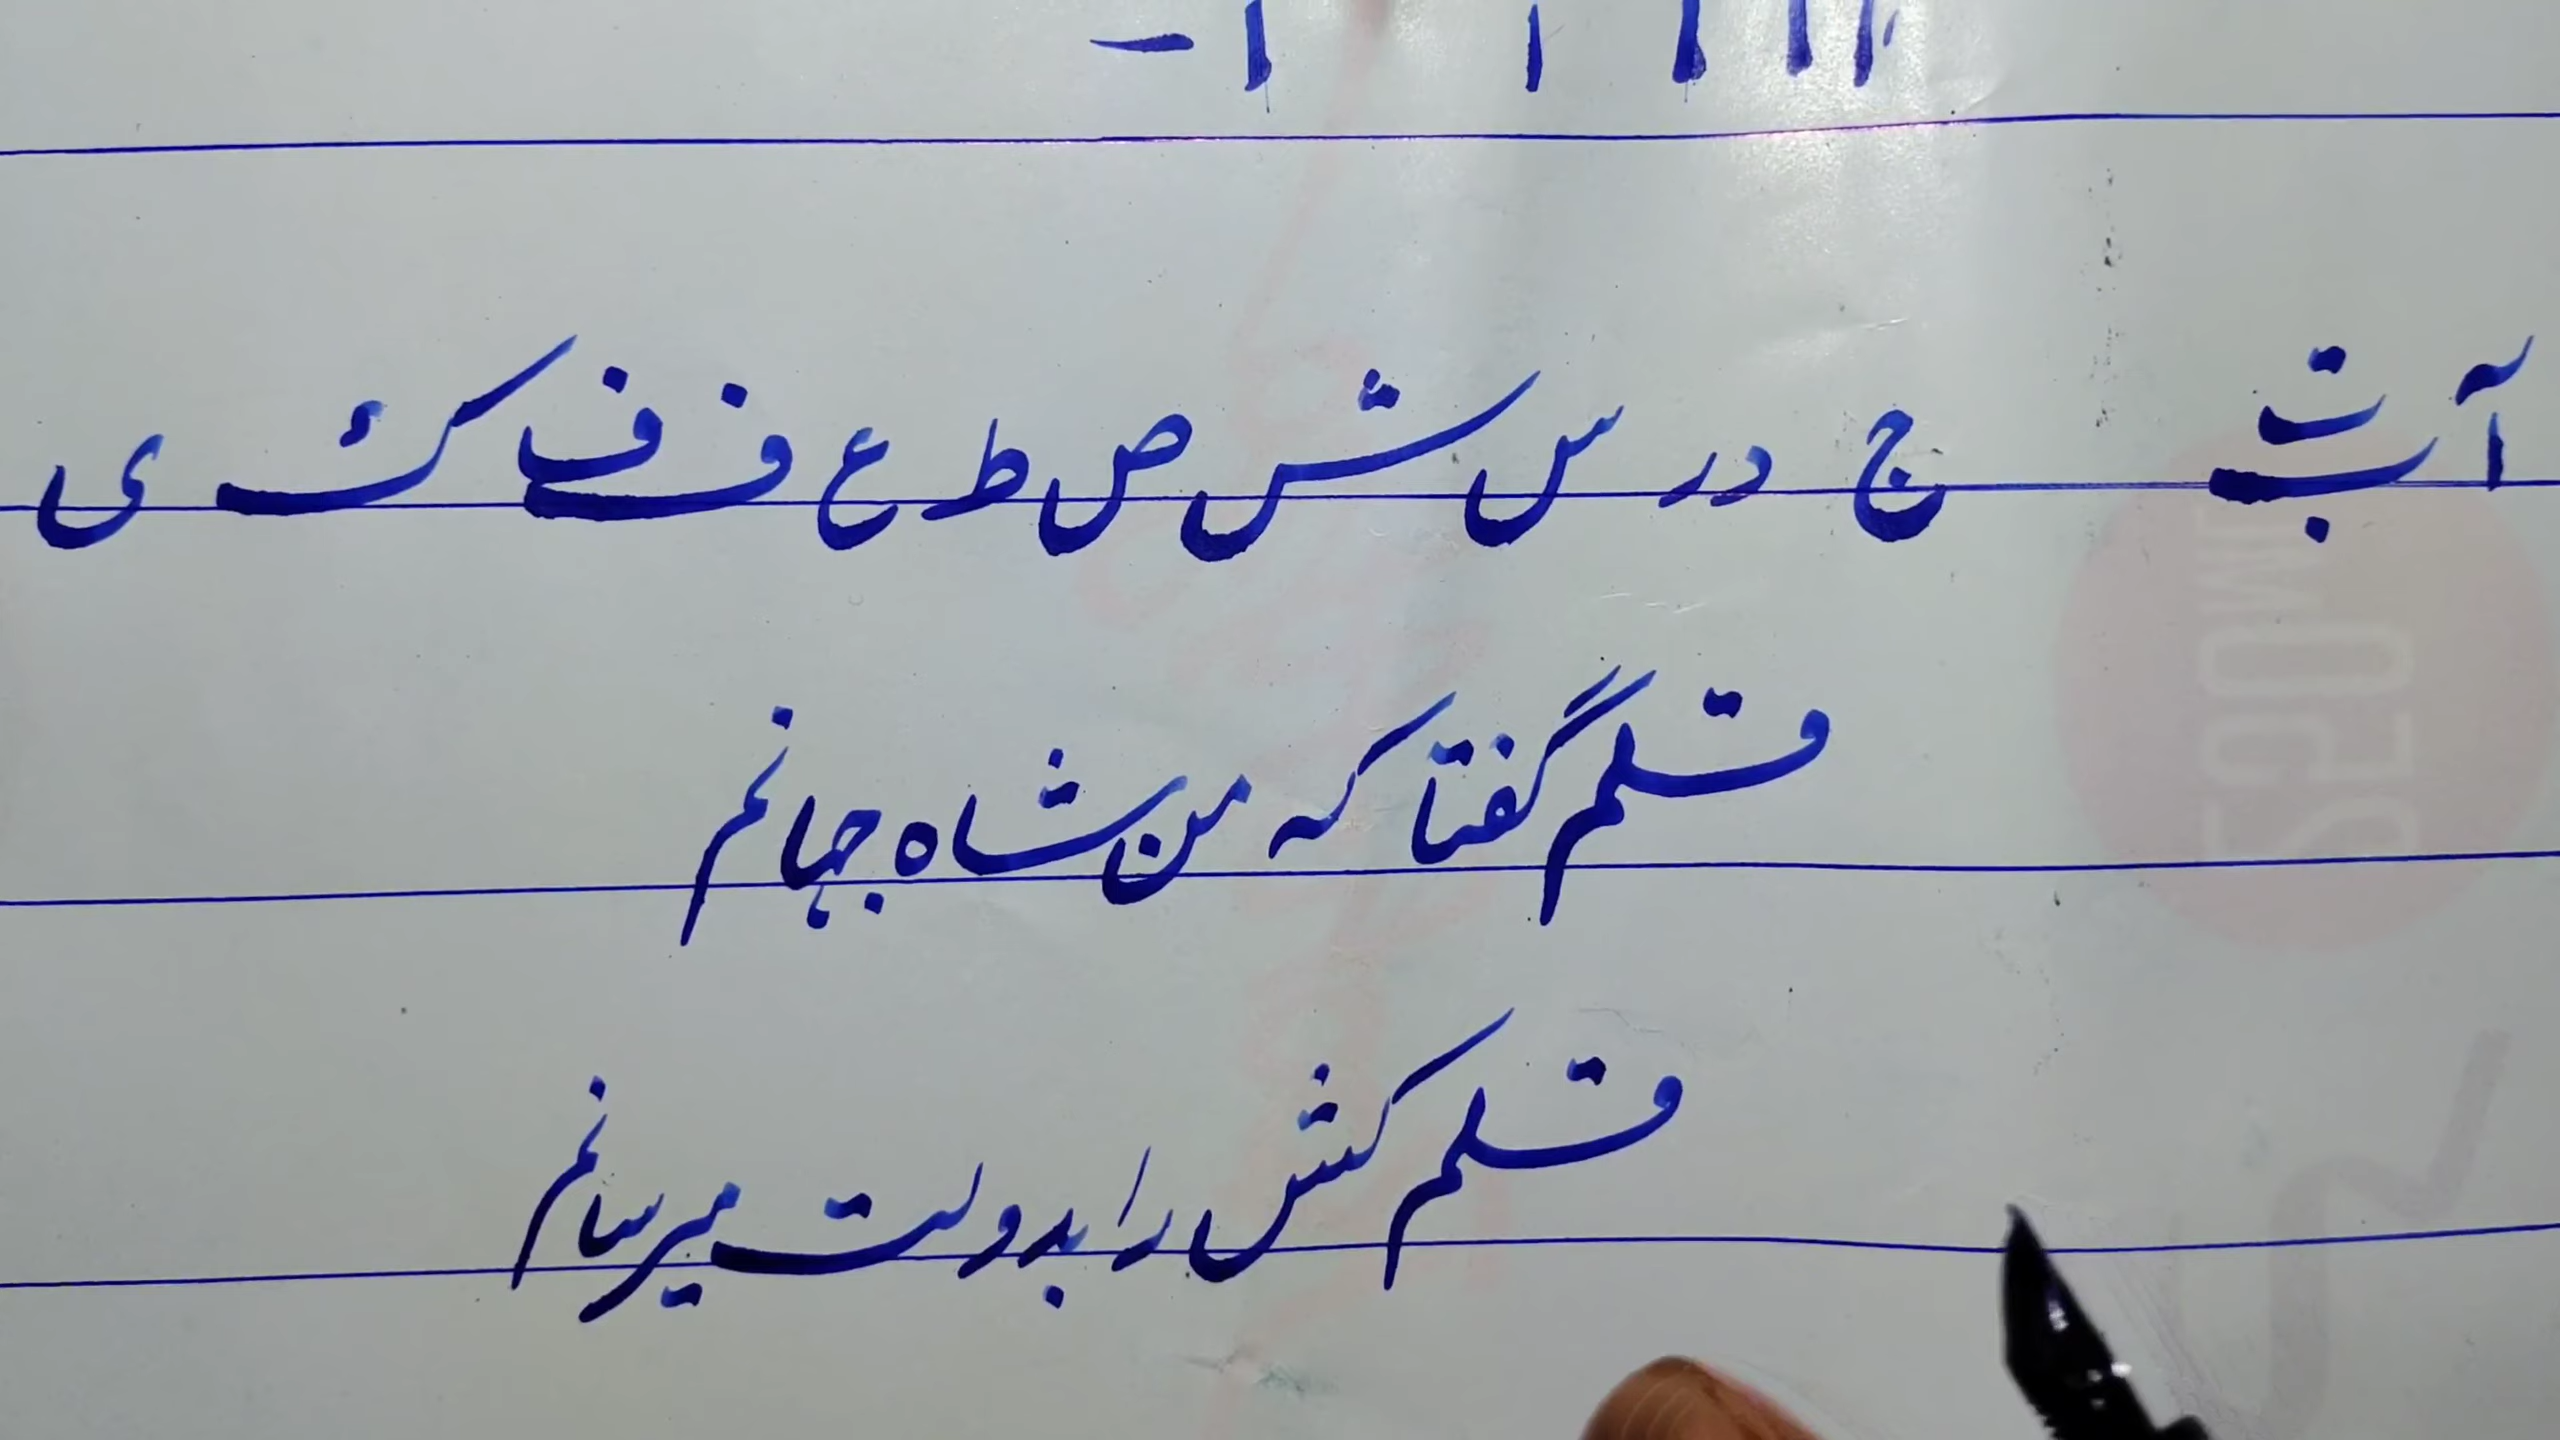 آ ب ت ج د ر س ش ص ط ع ف ف ک ی
قلم گفتا که من شاه جهانم
قلم کش را بدولت میرسانم